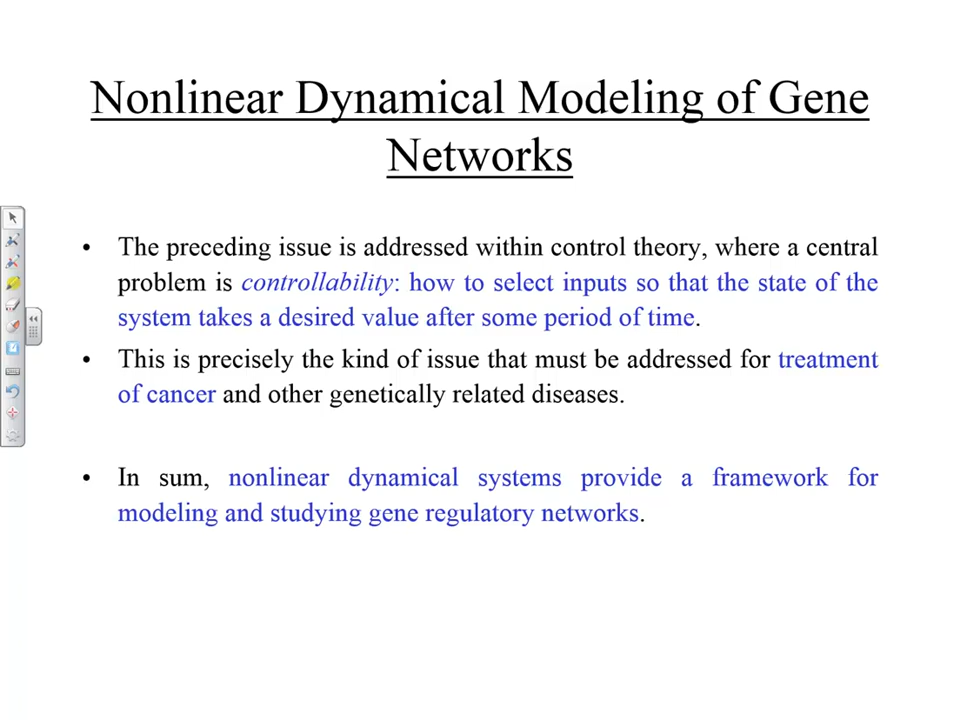 Nonlinear Dynamical Modeling of Gene
Networks
• The preceding issue is addressed within control theory, where a central
problem is controllability: how to select inputs so that the state of the
system takes a desired value after some period of time.
• This is precisely the kind of issue that must be addressed for treatment
of cancer and other genetically related diseases.
• In sum, nonlinear dynamical systems provide a framework for
modeling and studying gene regulatory networks.